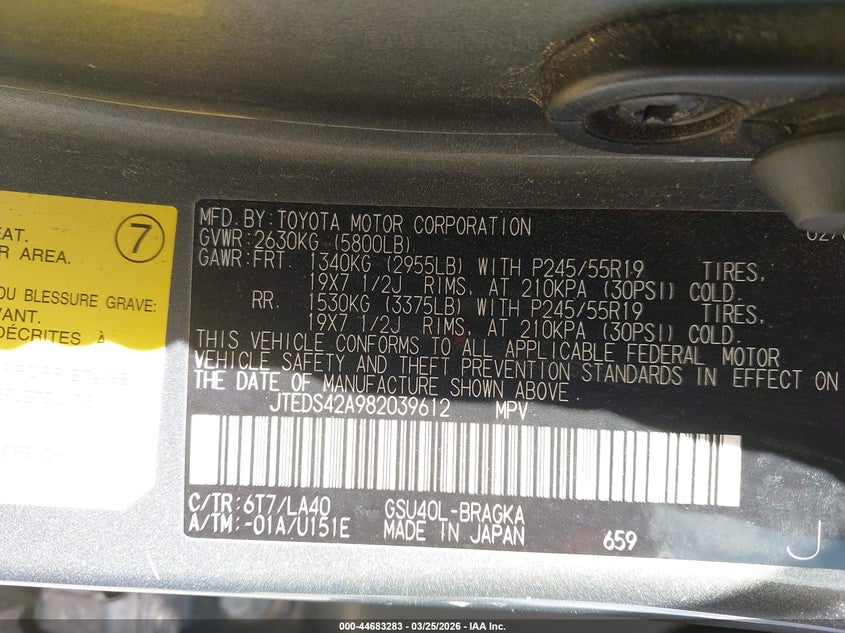 EAT.
R AREA.
7
OU BLESSURE GRAVE:
VANT.
DÉCRITES À
MFD.BY:TOYOTA MOTOR CORPORATION
GVWR:2630KG (5800LB)
GAWR:FRT 1340KG (2955LB) WITH P245/55R19 TIRES,
19X7 1/2J RIMS, AT 210KPA (30PSI) COLD.
RR 1530KG (3375LB) WITH P245/55R19 TIRES,
19X7 1/2J RIMS, AT 210KPA (30PSI) COLD.
THIS VEHICLE CONFORMS TO ALL APPLICABLE FEDERAL MOTOR
VEHICLE SAFETY AND THEFT PREVENTION STANDARDS IN EFFECT ON
THE DATE OF MANUFACTURE SHOWN ABOVE.
JTEDS42A982039612 MPV
C/TR:6T7/LA40 GSU40L-BRAGKA
A/TM:-01A/U151E MADE IN JAPAN
659
J
000-44683283 - 03/25/2026 - IAA Inc.